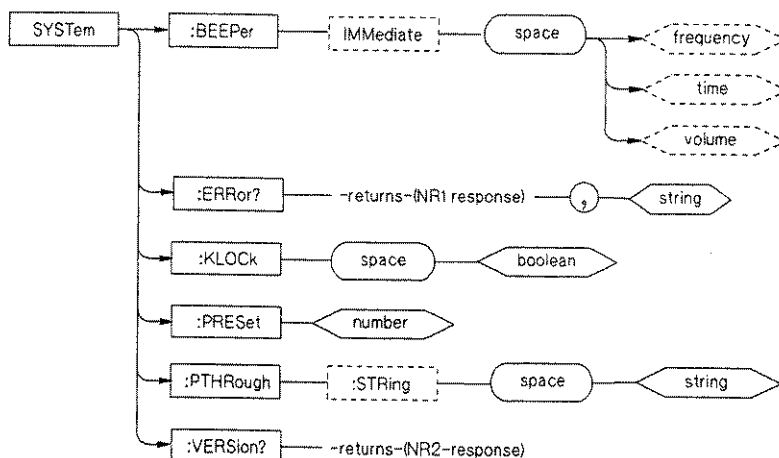 SYSTem :BEEPer IMMediate space frequency
time
volume
:ERRor? -returns-(NR1 response) , string
:KLOCk space boolean
:PRESet number
:PTHRough :STRing space string
:VERSion? -returns-(NR2-response)